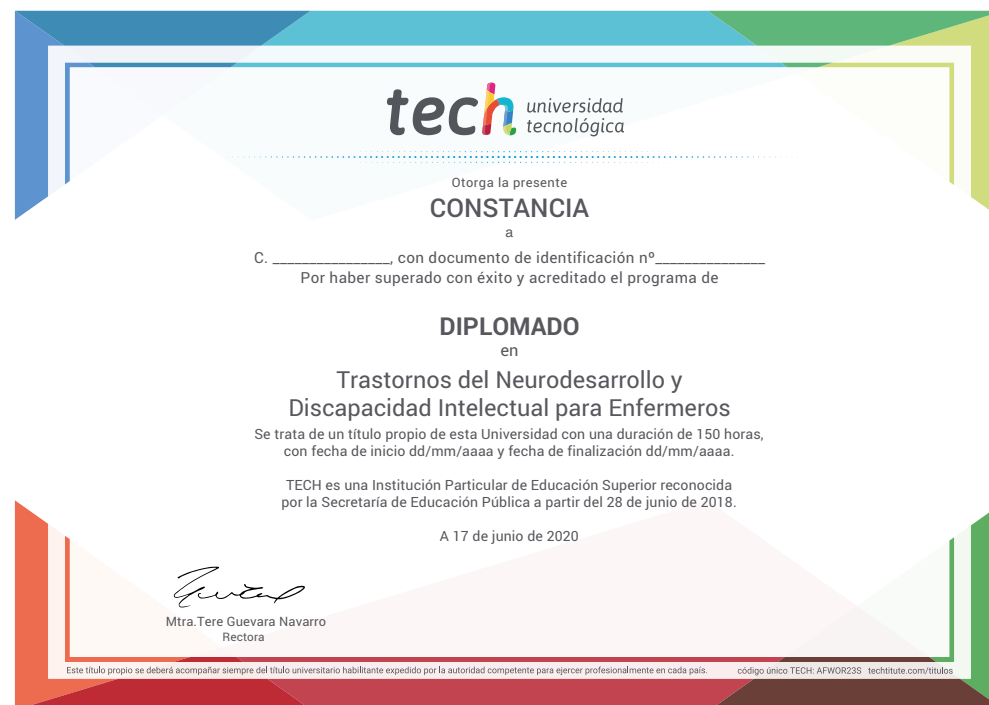 tech universidad
tecnológica
Otorga la presente
CONSTANCIA
a
C. ________________, con documento de identificación nº_______________
Por haber superado con éxito y acreditado el programa de
DIPLOMADO
en
Trastornos del Neurodesarrollo y
Discapacidad Intelectual para Enfermeros
Se trata de un título propio de esta Universidad con una duración de 150 horas,
con fecha de inicio dd/mm/aaaa y fecha de finalización dd/mm/aaaa.
TECH es una Institución Particular de Educación Superior reconocida
por la Secretaría de Educación Pública a partir del 28 de junio de 2018.
A 17 de junio de 2020
Mtra.Tere Guevara Navarro
Rectora
Este título propio se deberá acompañar siempre del título universitario habilitante expedido por la autoridad competente para ejercer profesionalmente en cada país. código único TECH: AFWOR23S techtitute.com/titulos